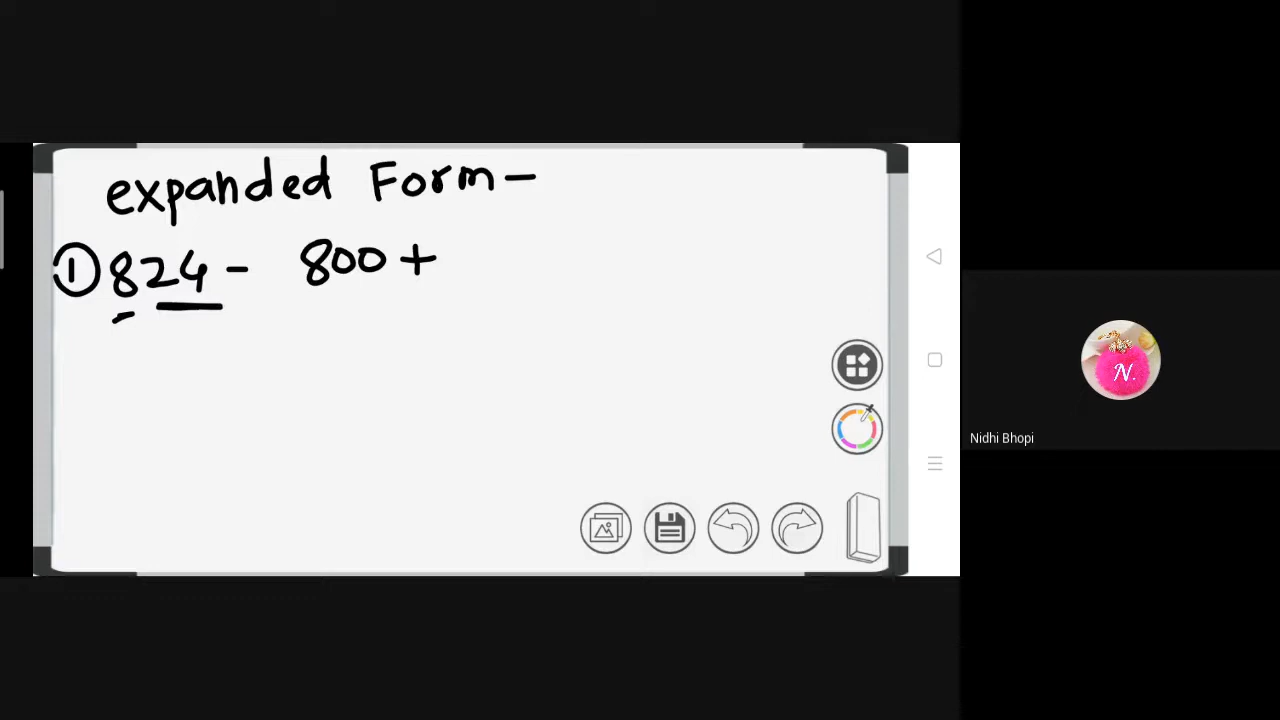 expanded Form -
① 824 - 800 +
N.
Nidhi Bhopi